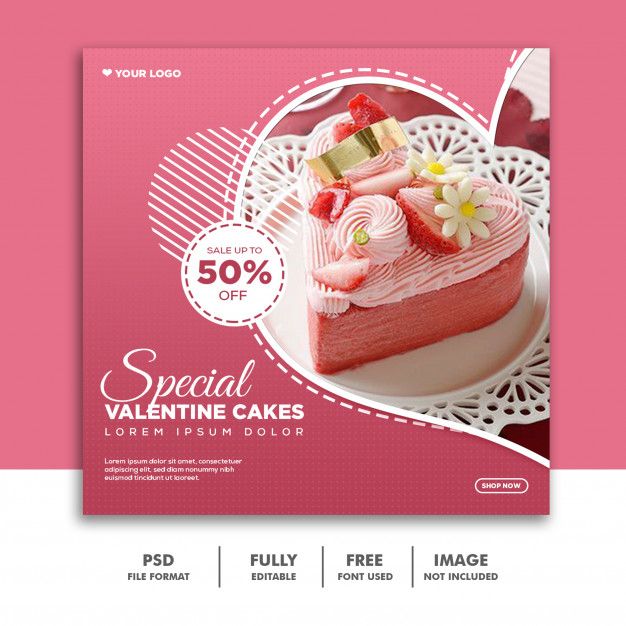 YOUR LOGO
SALE UP TO
50%
OFF
Special
VALENTINE CAKES
LOREM IPSUM DOLOR
Lorem ipsum dolor sit amet, consectetuer
adipiscing elit, sed diam nonummy
nibh euismod tincidunt ut
SHOP NOW
PSD
FILE FORMAT
FULLY
EDITABLE
FREE
FONT USED
IMAGE
NOT INCLUDED